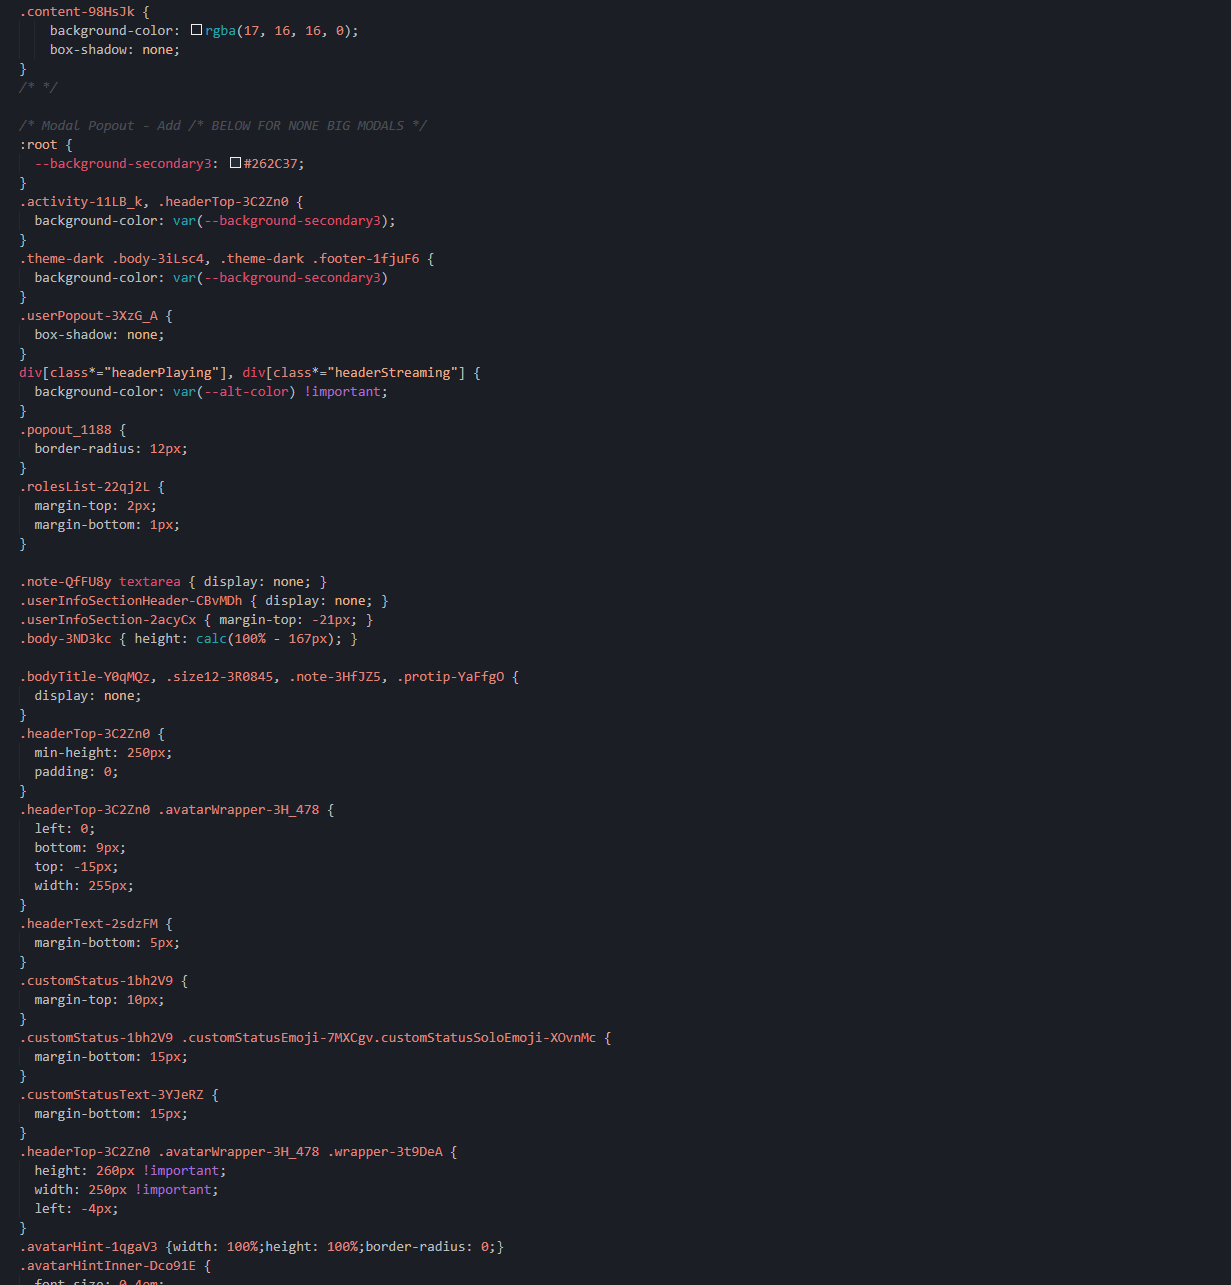 .content-98HsJk {
    background-color: rgba(17, 16, 16, 0);
    box-shadow: none;
}
/* */

/* Modal Popout - Add /* BELOW FOR NONE BIG MODALS */
:root {
  --background-secondary3: #262C37;
}
.activity-11LB_k, .headerTop-3C2Zn0 {
  background-color: var(--background-secondary3);
}
.theme-dark .body-3iLsc4, .theme-dark .footer-1fjuF6 {
  background-color: var(--background-secondary3)
}
.userPopout-3XzG_A {
  box-shadow: none;
}
div[class*="headerPlaying"], div[class*="headerStreaming"] {
  background-color: var(--alt-color) !important;
}
.popout_1188 {
  border-radius: 12px;
}
.rolesList-22qj2L {
  margin-top: 2px;
  margin-bottom: 1px;
}

.note-QfFU8y textarea { display: none; }
.userInfoSectionHeader-CBvMDh { display: none; }
.userInfoSection-2acyCx { margin-top: -21px; }
.body-3ND3kc { height: calc(100% - 167px); }

.bodyTitle-Y0qMQz, .size12-3R0845, .note-3HfJZ5, .protip-YaFfgO {
  display: none;
}
.headerTop-3C2Zn0 {
  min-height: 250px;
  padding: 0;
}
.headerTop-3C2Zn0 .avatarWrapper-3H_478 {
  left: 0;
  bottom: 9px;
  top: -15px;
  width: 255px;
}
.headerText-2sdzFM {
  margin-bottom: 5px;
}
.customStatus-1bh2V9 {
  margin-top: 10px;
}
.customStatus-1bh2V9 .customStatusEmoji-7MXCgv.customStatusSoloEmoji-XOvnMc {
  margin-bottom: 15px;
}
.customStatusText-3YJeRZ {
  margin-bottom: 15px;
}
.headerTop-3C2Zn0 .avatarWrapper-3H_478 .wrapper-3t9DeA {
  height: 260px !important;
  width: 250px !important;
  left: -4px;
}
.avatarHint-1qgaV3 {width: 100%;height: 100%;border-radius: 0;}
.avatarHintInner-Dco91E {
  font-size: 0.4em;